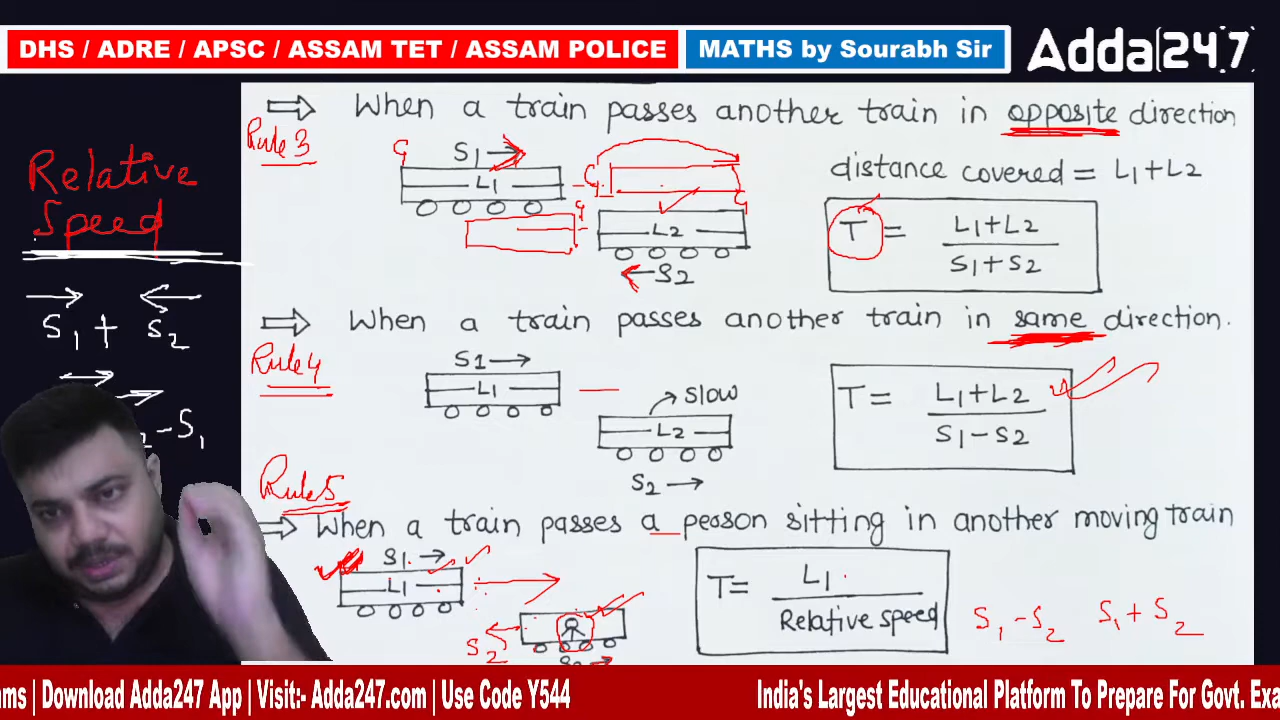 DHS / ADRE / APSC / ASSAM TET / ASSAM POLICE
MATHS by Sourabh Sir
Adda247
Relative
Speed
S1 + S2
S1
⇒ When a train passes another train in opposite direction
Rule 3
S1 →
L1
L2
← S2
distance covered = L1+L2
T = L1+L2 / S1+S2
⇒ When a train passes another train in same direction.
Rule 4
S1 →
L1
slow
L2
S2 →
T = L1+L2 / S1-S2
Rule 5
⇒ When a train passes a person sitting in another moving train
S1 →
L1
S2
T = L1 / Relative speed
S1 - S2 S1 + S2
ams | Download Adda247 App | Visit:- Adda247.com | Use Code Y544
India's Largest Educational Platform To Prepare For Govt. Exa